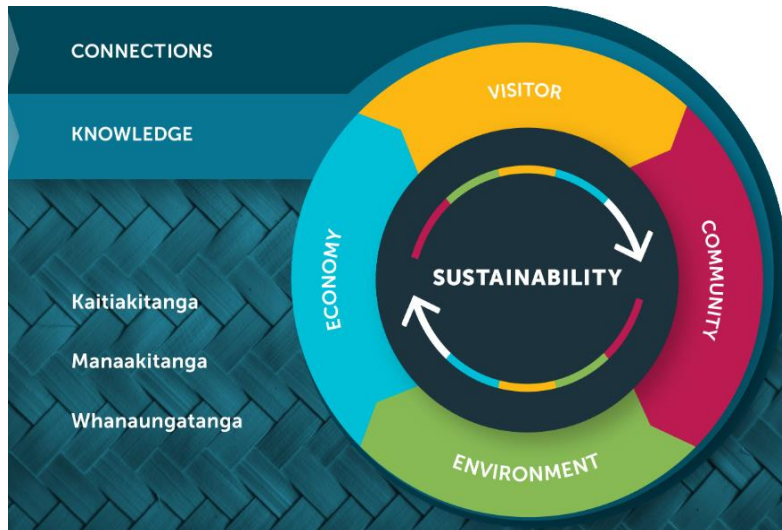 CONNECTIONS
KNOWLEDGE
Kaitiakitanga
Manaakitanga
Whanaungatanga
VISITOR
COMMUNITY
ENVIRONMENT
ECONOMY
SUSTAINABILITY